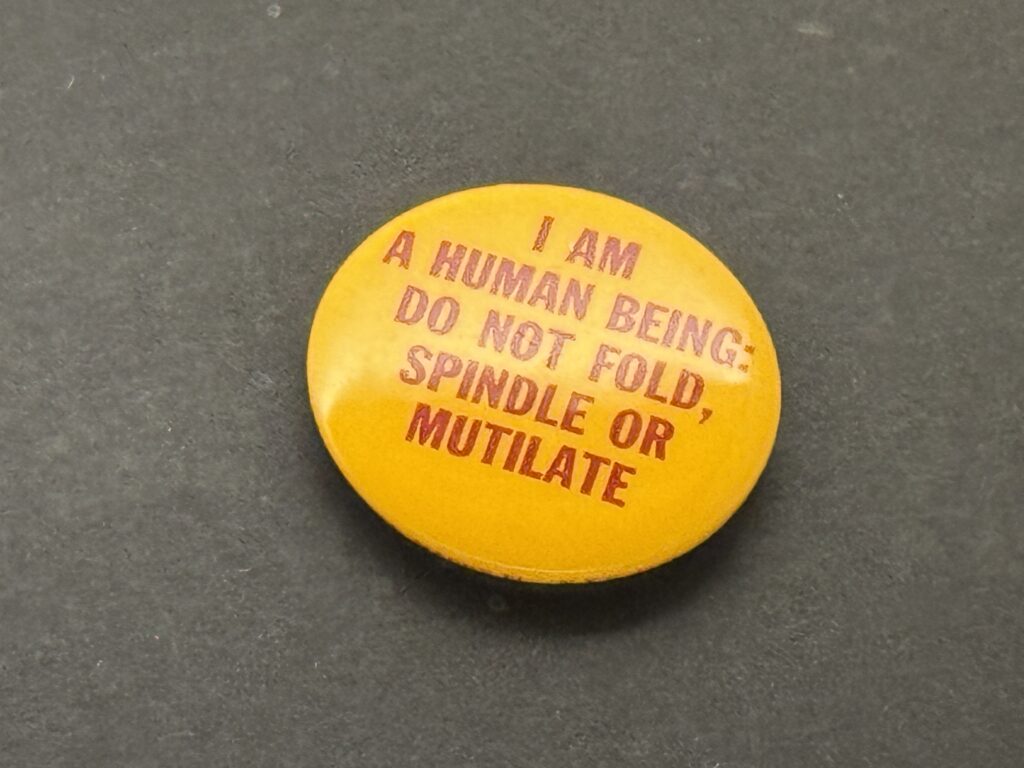 I AM
A HUMAN BEING:
DO NOT FOLD,
SPINDLE OR
MUTILATE